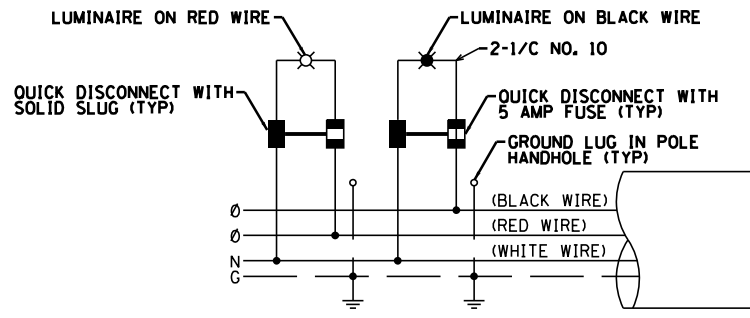 LUMINAIRE ON RED WIRE
LUMINAIRE ON BLACK WIRE
2-1/C NO. 10
QUICK DISCONNECT WITH
SOLID SLUG (TYP)
QUICK DISCONNECT WITH
5 AMP FUSE (TYP)
GROUND LUG IN POLE
HANDHOLE (TYP)
Ø (BLACK WIRE)
Ø (RED WIRE)
N (WHITE WIRE)
G